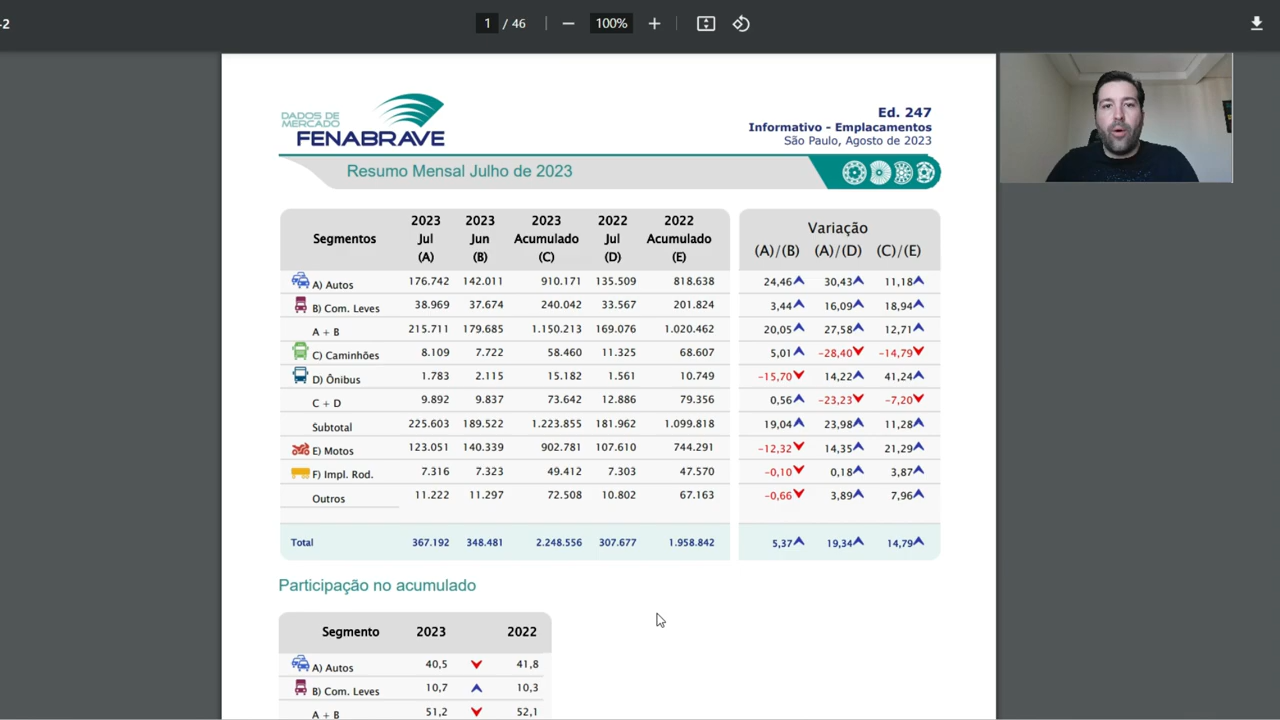 -2
1 / 46
100%
DADOS DE
MERCADO
FENABRAVE
Ed. 247
Informativo - Emplacamentos
São Paulo, Agosto de 2023
Resumo Mensal Julho de 2023
Segmentos 2023 Jul (A) 2023 Jun (B) 2023 Acumulado (C) 2022 Jul (D) 2022 Acumulado (E)
Variação
(A)/(B) (A)/(D) (C)/(E)
A) Autos 176.742 142.011 910.171 135.509 818.638 24,46 30,43 11,18
B) Com. Leves 38.969 37.674 240.042 33.567 201.824 3,44 16,09 18,94
A + B 215.711 179.685 1.150.213 169.076 1.020.462 20,05 27,58 12,71
C) Caminhões 8.109 7.722 58.460 11.325 68.607 5,01 -28,40 -14,79
D) Ônibus 1.783 2.115 15.182 1.561 10.749 -15,70 14,22 41,24
C + D 9.892 9.837 73.642 12.886 79.356 0,56 -23,23 -7,20
Subtotal 225.603 189.522 1.223.855 181.962 1.099.818 19,04 23,98 11,28
E) Motos 123.051 140.339 902.781 107.610 744.291 -12,32 14,35 21,29
F) Impl. Rod. 7.316 7.323 49.412 7.303 47.570 -0,10 0,18 3,87
Outros 11.222 11.297 72.508 10.802 67.163 -0,66 3,89 7,96
Total 367.192 348.481 2.248.556 307.677 1.958.842 5,37 19,34 14,79
Participação no acumulado
Segmento 2023 2022
A) Autos 40,5 41,8
B) Com. Leves 10,7 10,3
A + B 51,2 52,1